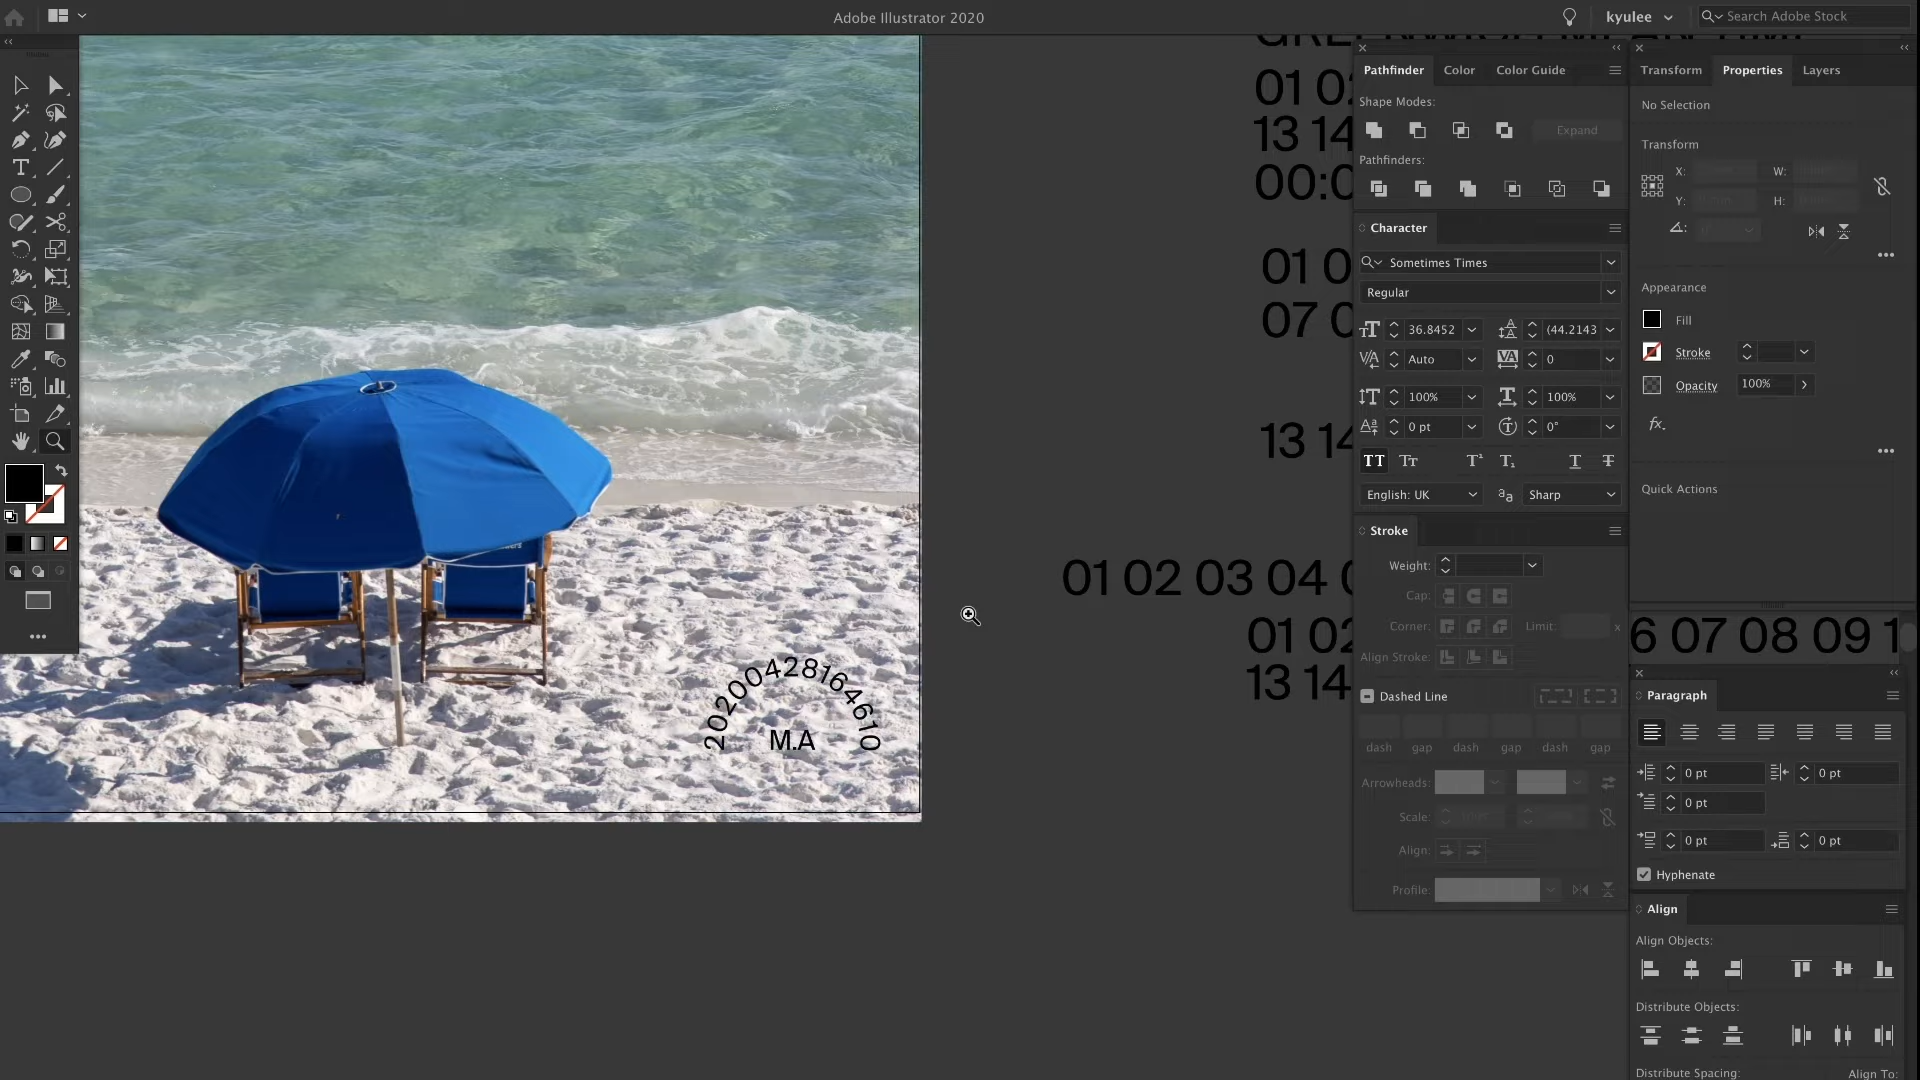 Adobe Illustrator 2020
kyulee
Search Adobe Stock
01 02
13 14
00:0
01 0
07 0
13 14
01 02 03 04 0
01 02
13 14
6 07 08 09 1
20200428164610
M.A
Pathfinder
Color
Color Guide
Shape Modes:
Expand
Pathfinders:
Character
Sometimes Times
Regular
36.8452
(44.2143
Auto
0
100%
100%
0 pt
0°
English: UK
Sharp
Stroke
Weight:
Cap:
Corner:
Limit:
x
Align Stroke:
Dashed Line
dash gap dash gap dash gap
Arrowheads:
Scale:
Align:
Profile:
Transform
Properties
Layers
No Selection
Transform
X:
W:
Y:
H:
Appearance
Fill
Stroke
Opacity
100%
fx.
Quick Actions
Paragraph
0 pt
0 pt
0 pt
0 pt
0 pt
Hyphenate
Align
Align Objects:
Distribute Objects:
Distribute Spacing:
Align To: